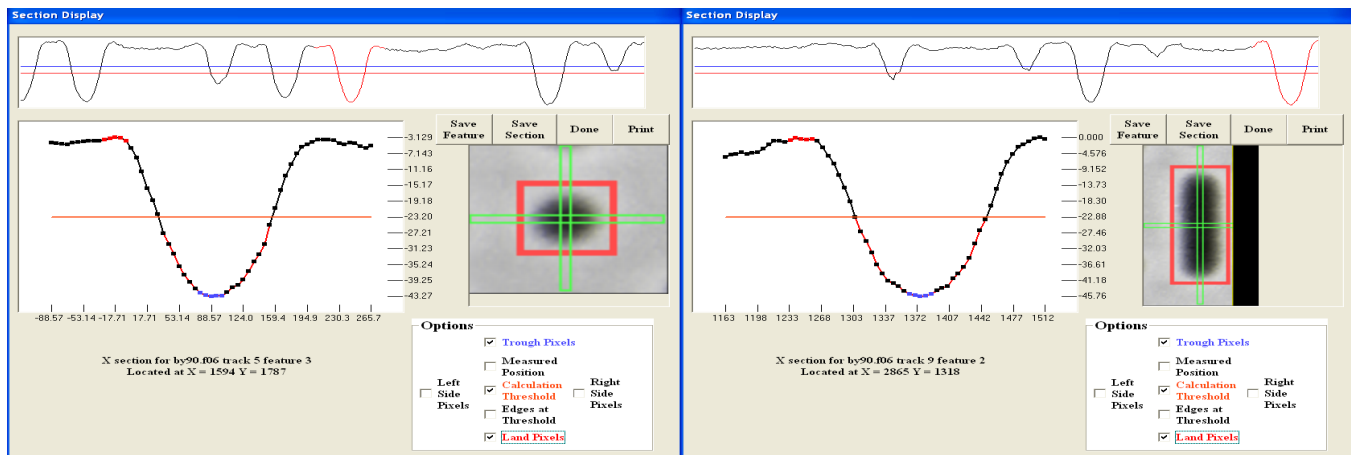 Section Display
Save Feature
Save Section
Done
Print
-3.129
-7.143
-11.16
-15.17
-19.18
-23.20
-27.21
-31.23
-35.24
-39.25
-43.27
-88.57 -53.14 -17.71 17.71 53.14 88.57 124.0 159.4 194.9 230.3 265.7
X section for by90.f06 track 5 feature 3
Located at X = 1594 Y = 1787
Options
Trough Pixels
Measured Position
Left Side Pixels
Calculation Threshold
Right Side Pixels
Edges at Threshold
Land Pixels
Section Display
Save Feature
Save Section
Done
Print
0.000
-4.576
-9.152
-13.73
-18.30
-22.88
-27.46
-32.03
-36.61
-41.18
-45.76
1163 1198 1233 1268 1303 1337 1372 1407 1442 1477 1512
X section for by90.f06 track 9 feature 2
Located at X = 2865 Y = 1318
Options
Trough Pixels
Measured Position
Left Side Pixels
Calculation Threshold
Right Side Pixels
Edges at Threshold
Land Pixels